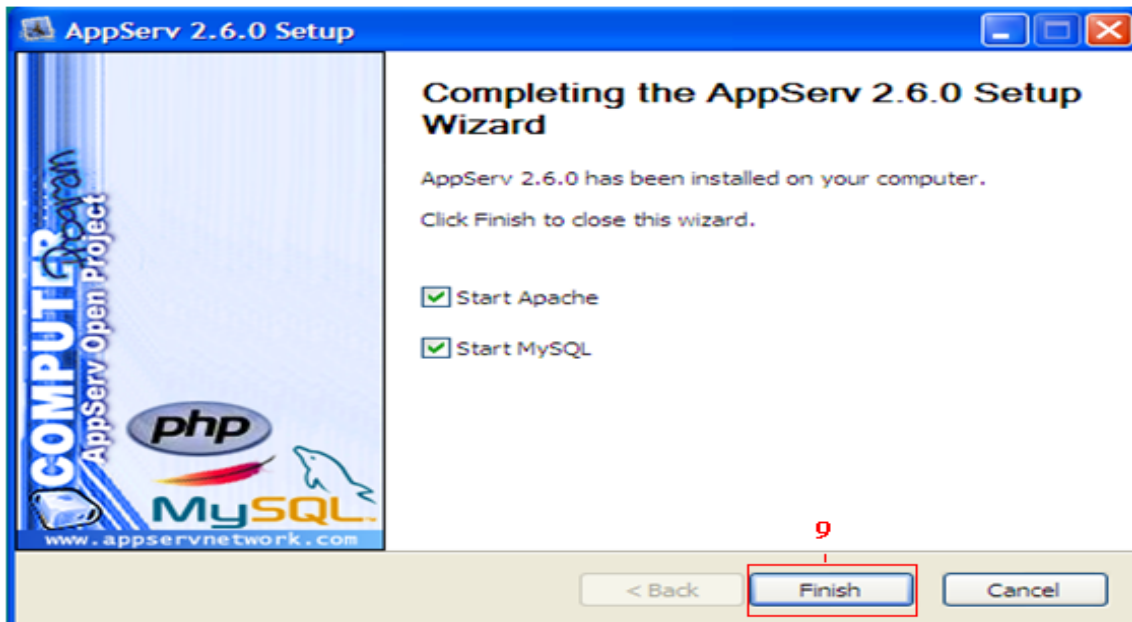 AppServ 2.6.0 Setup
Completing the AppServ 2.6.0 Setup
Wizard
AppServ 2.6.0 has been installed on your computer.
Click Finish to close this wizard.
Start Apache
Start MySQL
COMPUTER
Program
AppServ Open Project
php
MySQL
www.appservnetwork.com
9
< Back
Finish
Cancel